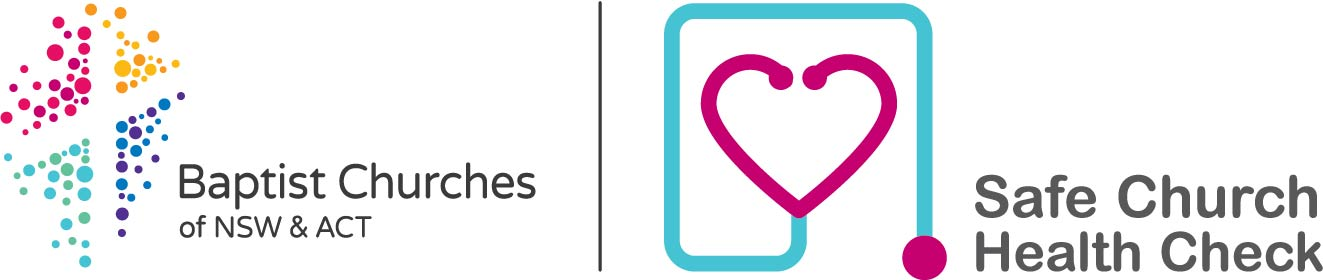 Baptist Churches
of NSW & ACT
Safe Church
Health Check